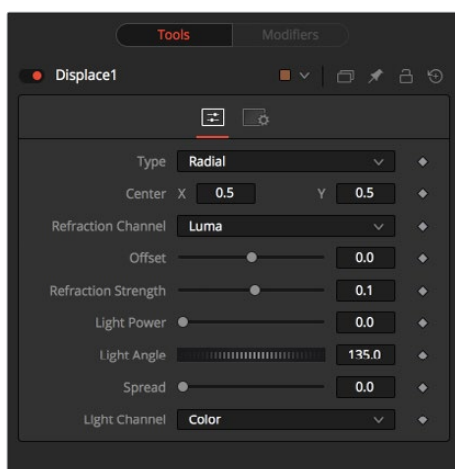 Tools Modifiers
Displace1
Type Radial
Center X 0.5 Y 0.5
Refraction Channel Luma
Offset 0.0
Refraction Strength 0.1
Light Power 0.0
Light Angle 135.0
Spread 0.0
Light Channel Color